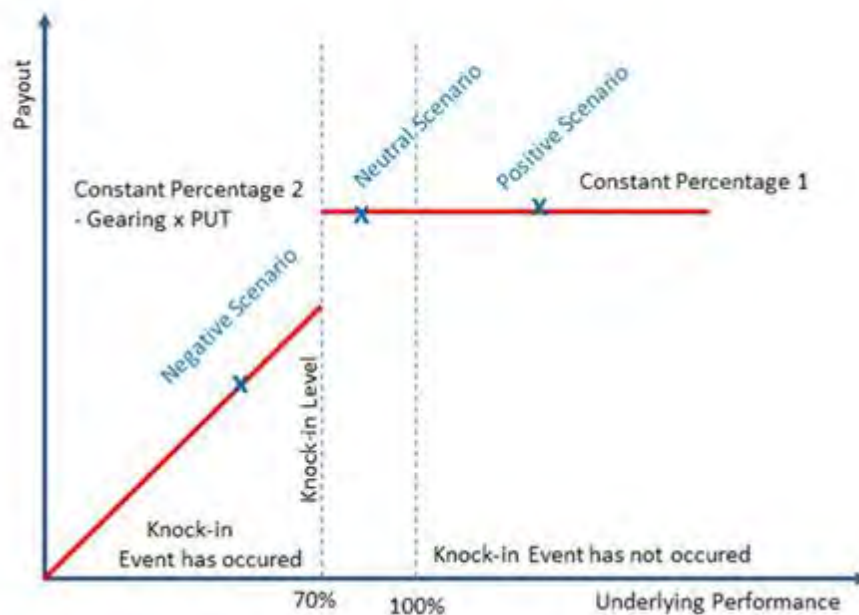 Payout
Neutral Scenario
Positive Scenario
Constant Percentage 2
- Gearing x PUT
Constant Percentage 1
Negative Scenario
Knock-in Level
Knock-in
Event has occured
Knock-in Event has not occured
70%
100%
Underlying Performance